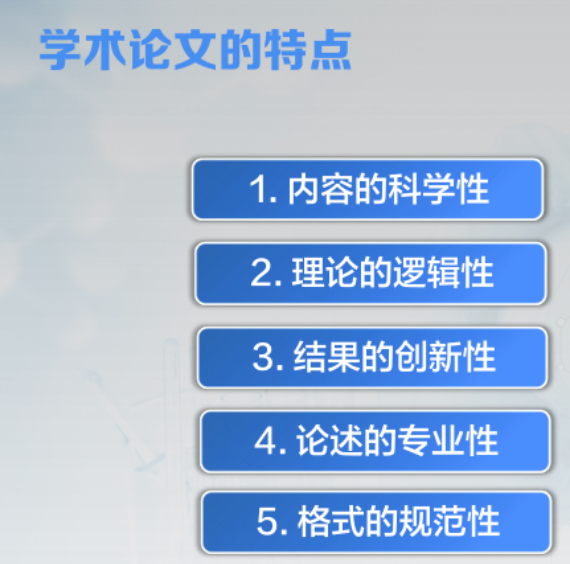 学术论文的特点
1. 内容的科学性
2. 理论的逻辑性
3. 结果的创新性
4. 论述的专业性
5. 格式的规范性